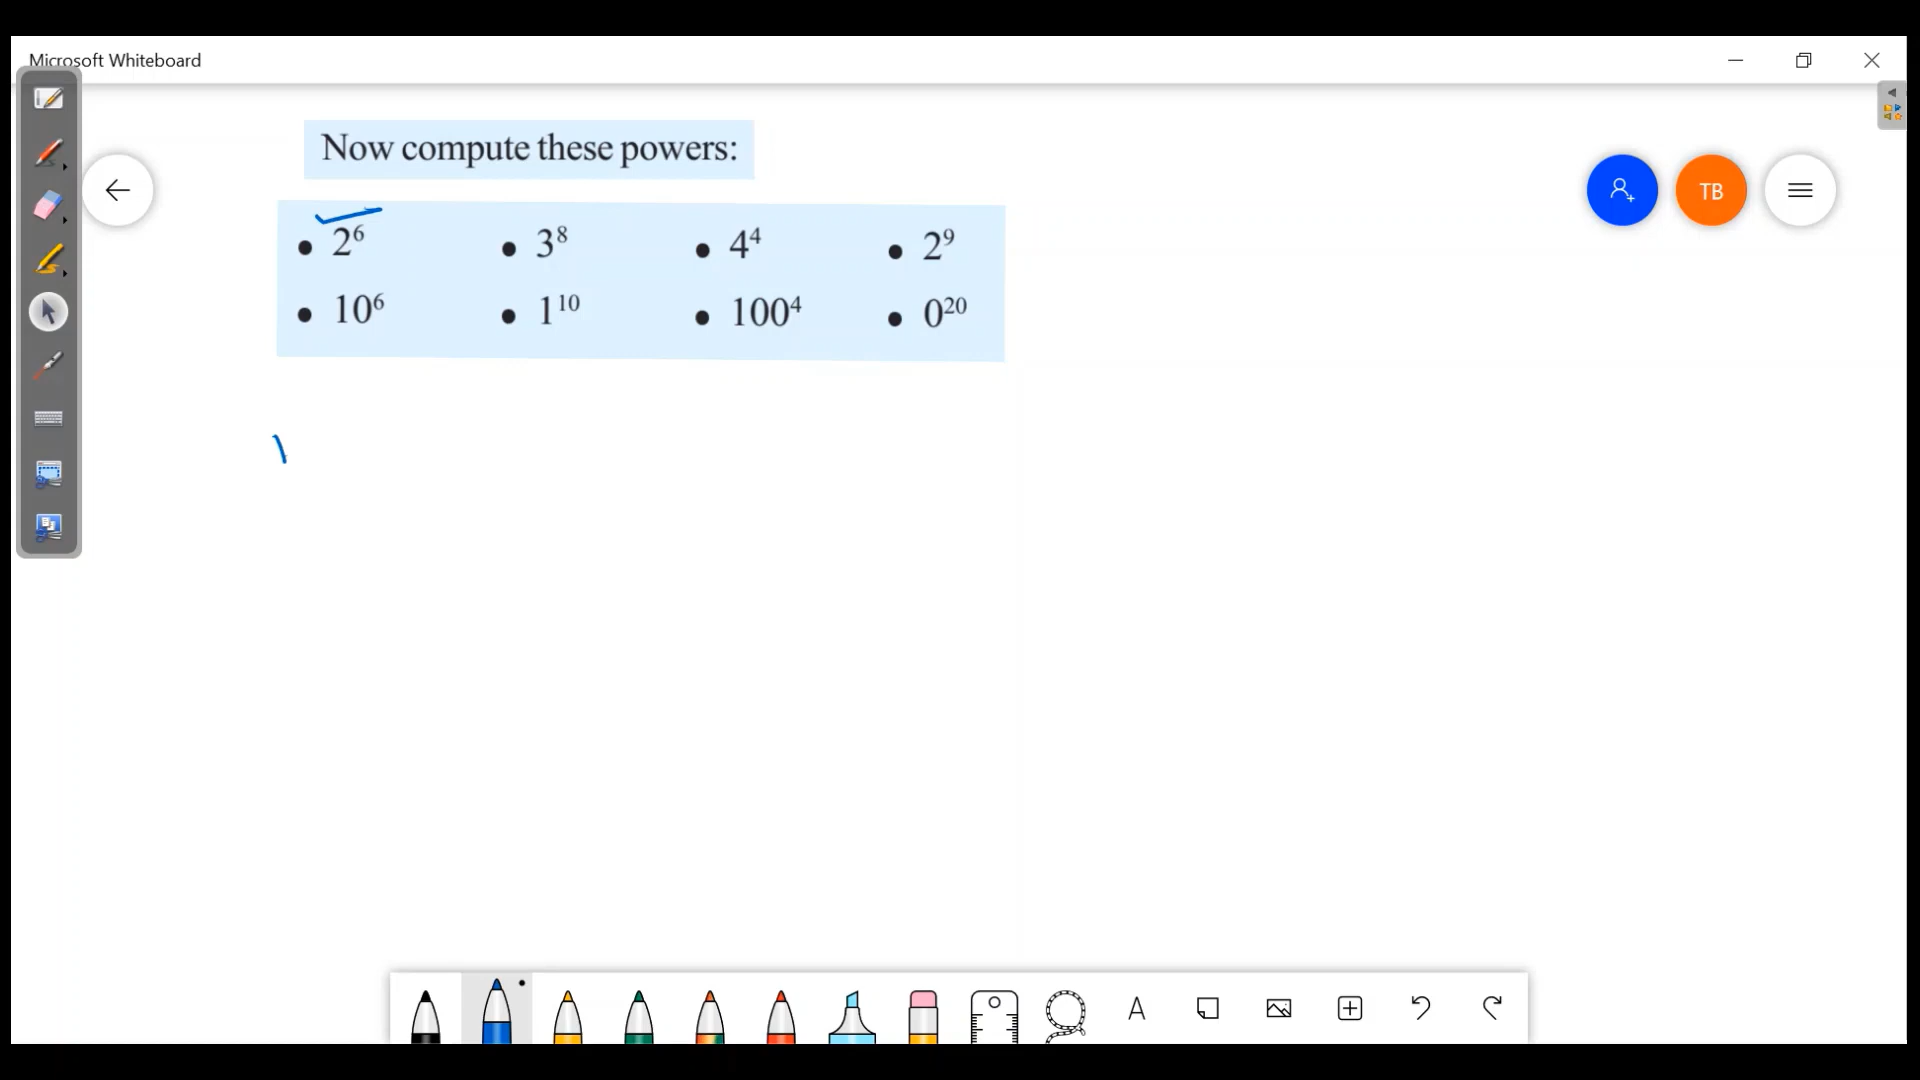 Microsoft Whiteboard
Now compute these powers:
TB
• 2⁶ • 3⁸ • 4⁴ • 2⁹
• 10⁶ • 1¹⁰ • 100⁴ • 0²⁰
A